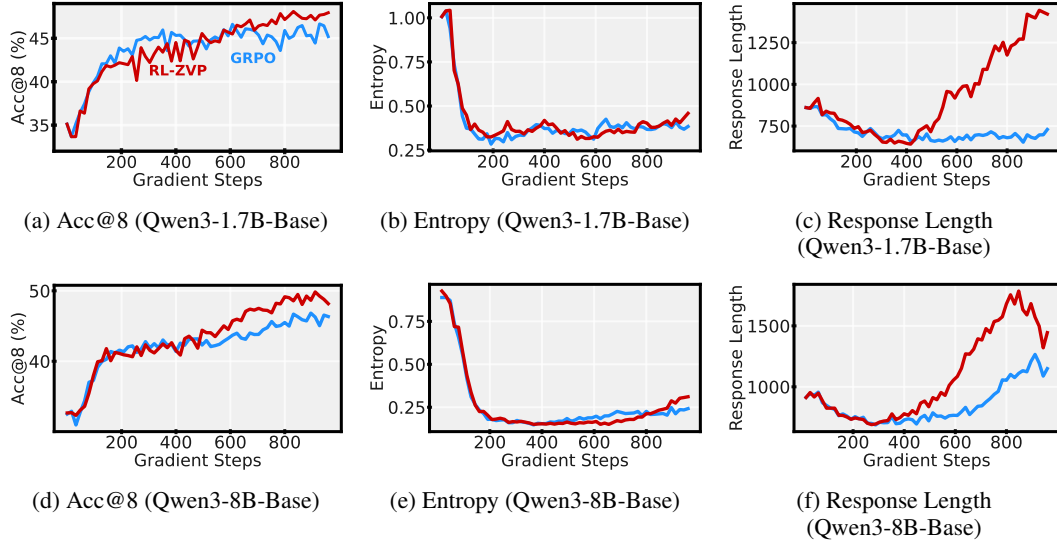 Acc@8 (%)
45
40
35
RL-ZVP
GRPO
200 400 600 800
Gradient Steps
(a) Acc@8 (Qwen3-1.7B-Base)
Entropy
1.00
0.75
0.50
0.25
200 400 600 800
Gradient Steps
(b) Entropy (Qwen3-1.7B-Base)
Response Length
1250
1000
750
200 400 600 800
Gradient Steps
(c) Response Length
(Qwen3-1.7B-Base)
Acc@8 (%)
50
40
200 400 600 800
Gradient Steps
(d) Acc@8 (Qwen3-8B-Base)
Entropy
0.75
0.50
0.25
200 400 600 800
Gradient Steps
(e) Entropy (Qwen3-8B-Base)
Response Length
1500
1000
200 400 600 800
Gradient Steps
(f) Response Length
(Qwen3-8B-Base)